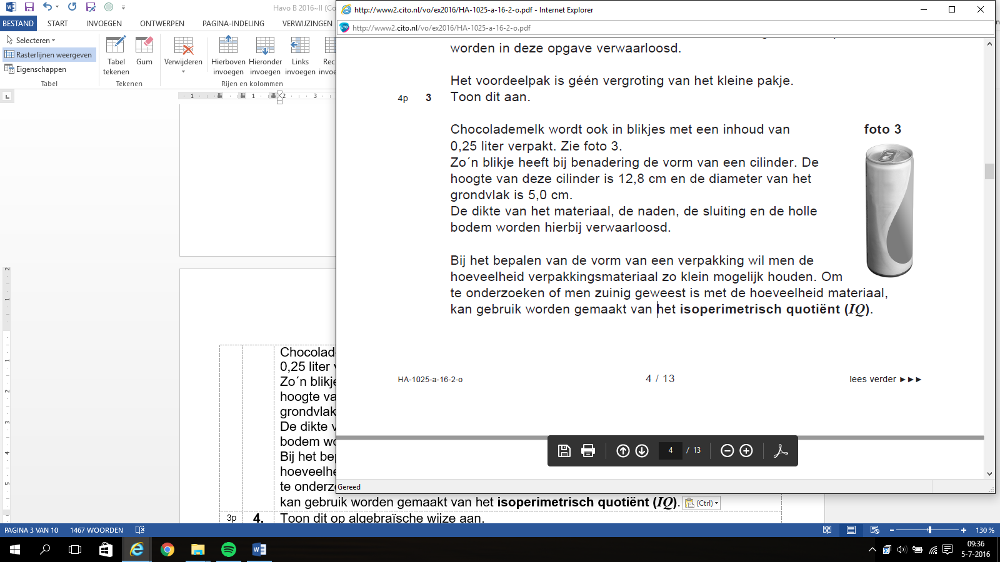 Havo B 2016~II (Co
BESTAND START INVOEGEN ONTWERPEN PAGINA-INDELING VERWIJZINGEN
Selecteren
Rasterlijnen weergeven
Eigenschappen
Tabel
Tabel tekenen
Gum
Tekenen
Verwijderen
Hierboven invoegen
Hieronder invoegen
Links invoegen
Rijen en kolommen
http://www2.cito.nl/vo/ex2016/HA-1025-a-16-2-o.pdf - Internet Explorer
http://www2.cito.nl/vo/ex2016/HA-1025-a-16-2-o.pdf
worden in deze opgave verwaarloosd.
Het voordeelpak is géén vergroting van het kleine pakje.
4p 3 Toon dit aan.
Chocolademelk wordt ook in blikjes met een inhoud van
0,25 liter verpakt. Zie foto 3.
Zo´n blikje heeft bij benadering de vorm van een cilinder. De
hoogte van deze cilinder is 12,8 cm en de diameter van het
grondvlak is 5,0 cm.
De dikte van het materiaal, de naden, de sluiting en de holle
bodem worden hierbij verwaarloosd.
foto 3
Bij het bepalen van de vorm van een verpakking wil men de
hoeveelheid verpakkingsmateriaal zo klein mogelijk houden. Om
te onderzoeken of men zuinig geweest is met de hoeveelheid materiaal,
kan gebruik worden gemaakt van het isoperimetrisch quotiënt (IQ).
HA-1025-a-16-2-o 4 / 13 lees verder ►►►
4 / 13
Gereed
Chocolad
0,25 liter v
Zo´n blikje
hoogte va
grondvlak
De dikte v
bodem wo
Bij het bep
hoeveelhe
te onderzo
kan gebruik worden gemaakt van het isoperimetrisch quotiënt (IQ).
(Ctrl)
3p 4. Toon dit op algebraïsche wijze aan.
PAGINA 3 VAN 10 1467 WOORDEN 130 %
09:36
5-7-2016